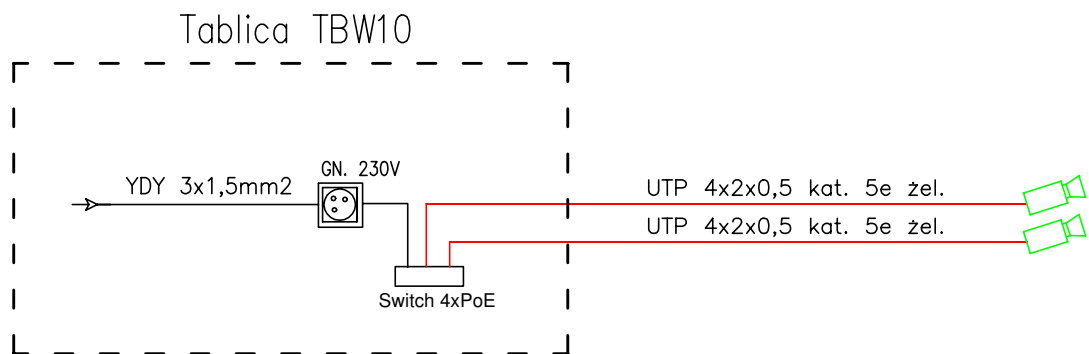 Tablica TBW10
GN. 230V
YDY 3x1,5mm2
UTP 4x2x0,5 kat. 5e żel.
UTP 4x2x0,5 kat. 5e żel.
Switch 4xPoE